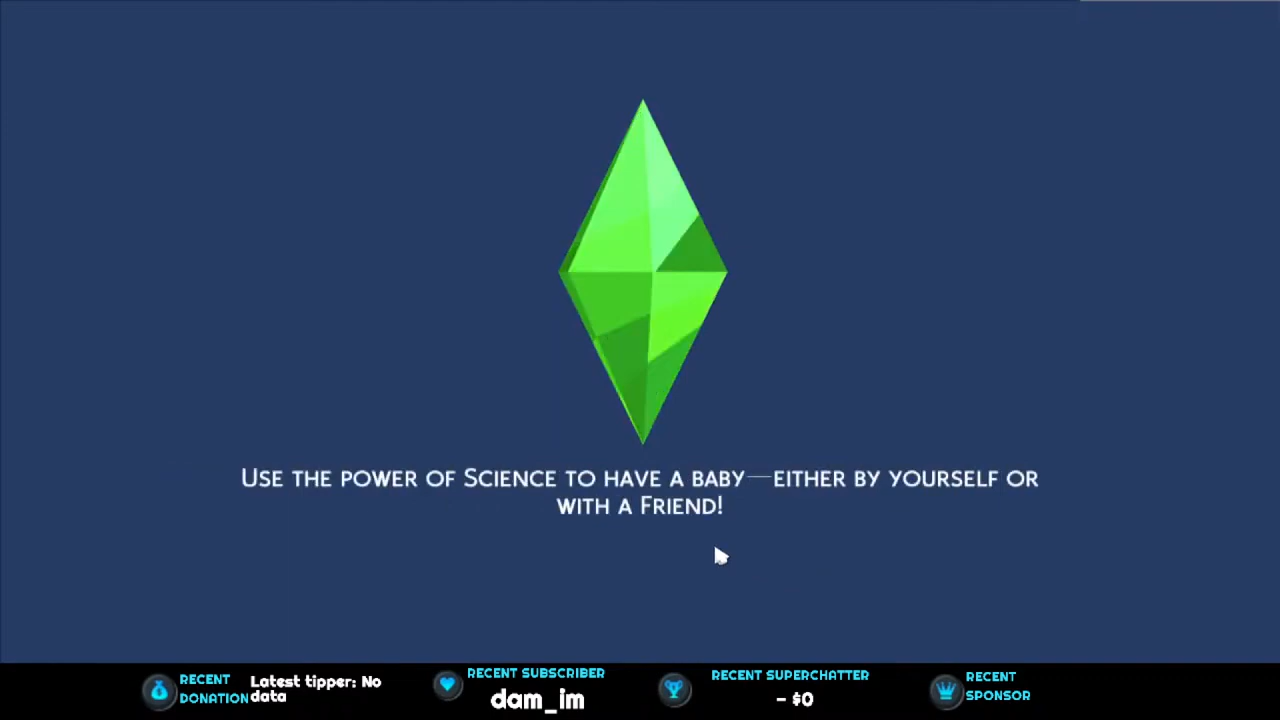 USE THE POWER OF SCIENCE TO HAVE A BABY—EITHER BY YOURSELF OR
WITH A FRIEND!
RECENT DONATION
Latest tipper: No data
RECENT SUBSCRIBER
dam_im
RECENT SUPERCHATTER
- $0
RECENT SPONSOR